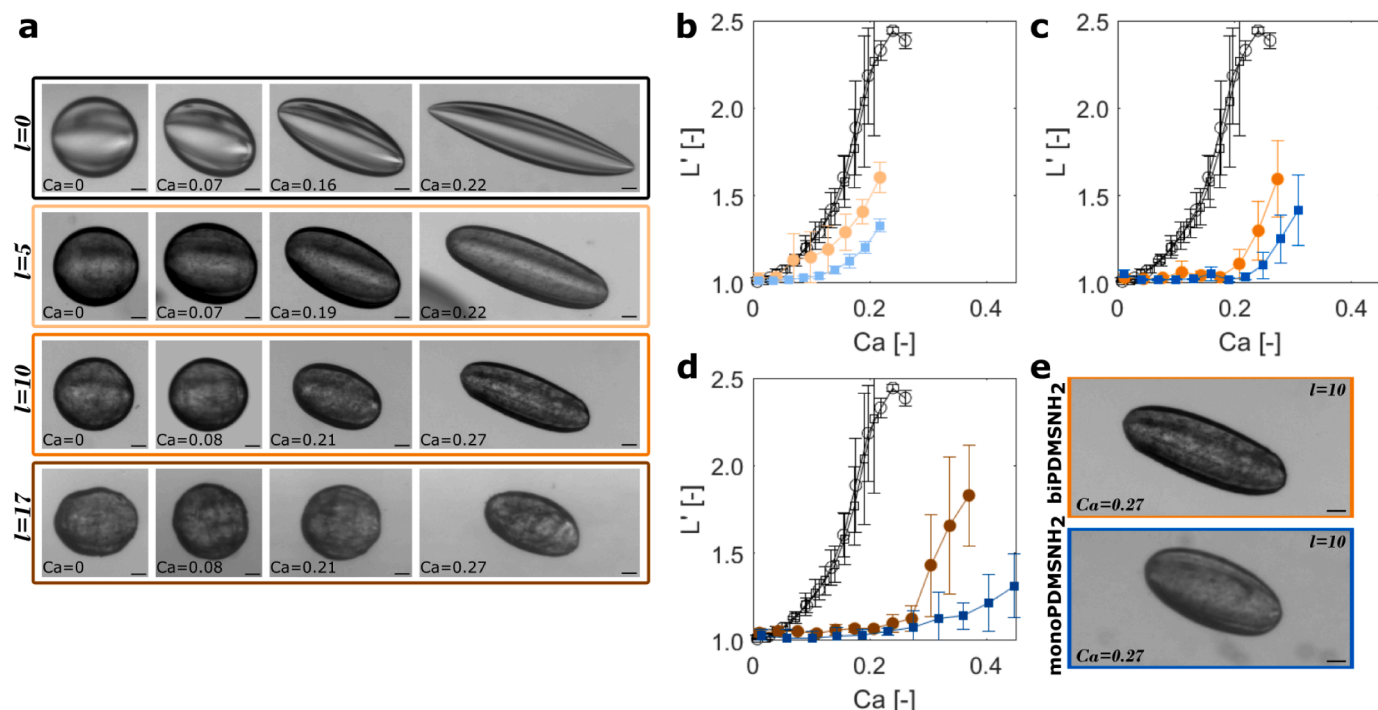 a
l=0
Ca=0
Ca=0.07
Ca=0.16
Ca=0.22
l=5
Ca=0
Ca=0.07
Ca=0.19
Ca=0.22
l=10
Ca=0
Ca=0.08
Ca=0.21
Ca=0.27
l=17
Ca=0
Ca=0.08
Ca=0.21
Ca=0.27
b
2.5
2.0
1.5
1.0
L' [-]
0
0.2
0.4
Ca [-]
c
2.5
2.0
1.5
1.0
L' [-]
0
0.2
0.4
Ca [-]
d
2.5
2.0
1.5
1.0
L' [-]
0
0.2
0.4
Ca [-]
e
biPDMSNH2
l=10
Ca=0.27
monoPDMSNH2
l=10
Ca=0.27